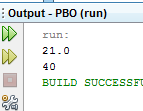 Output - PBO (run)
run:
21.0
40
BUILD SUCCESSFU